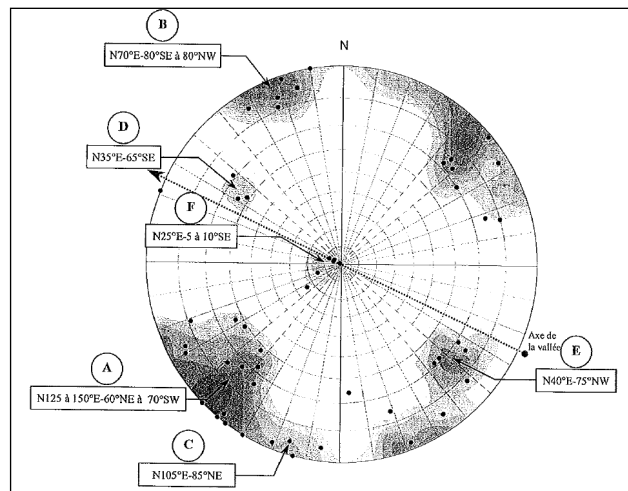 B
N
N70°E-80°SE à 80°NW
D
N35°E-65°SE
F
N25°E-5 à 10°SE
Axe de
la vallée
E
A
N40°E-75°NW
N125 à 150°E-60°NE à 70°SW
C
N105°E-85°NE